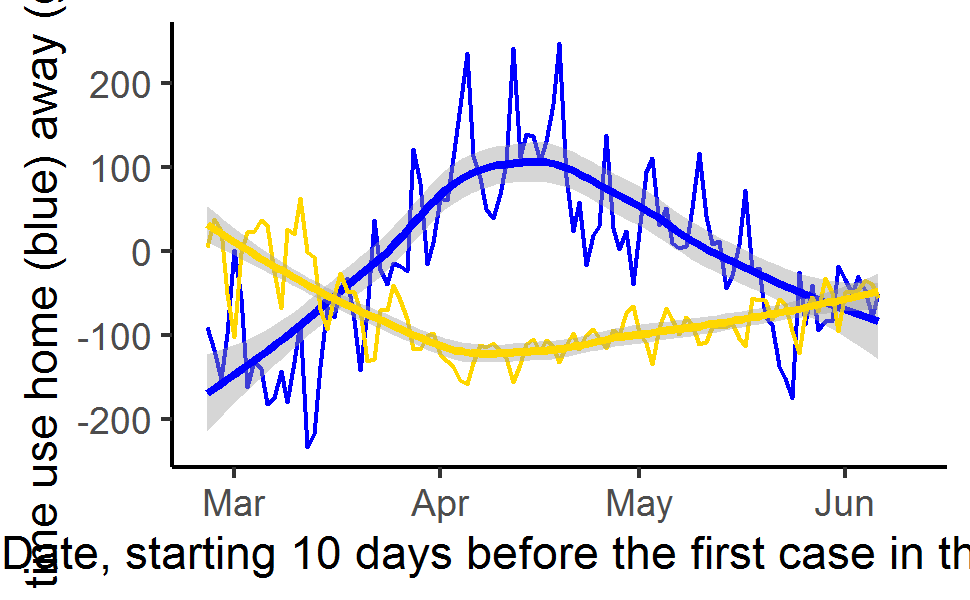 time use home (blue) away (
200
100
0
-100
-200
Mar Apr May Jun
Date, starting 10 days before the first case in th